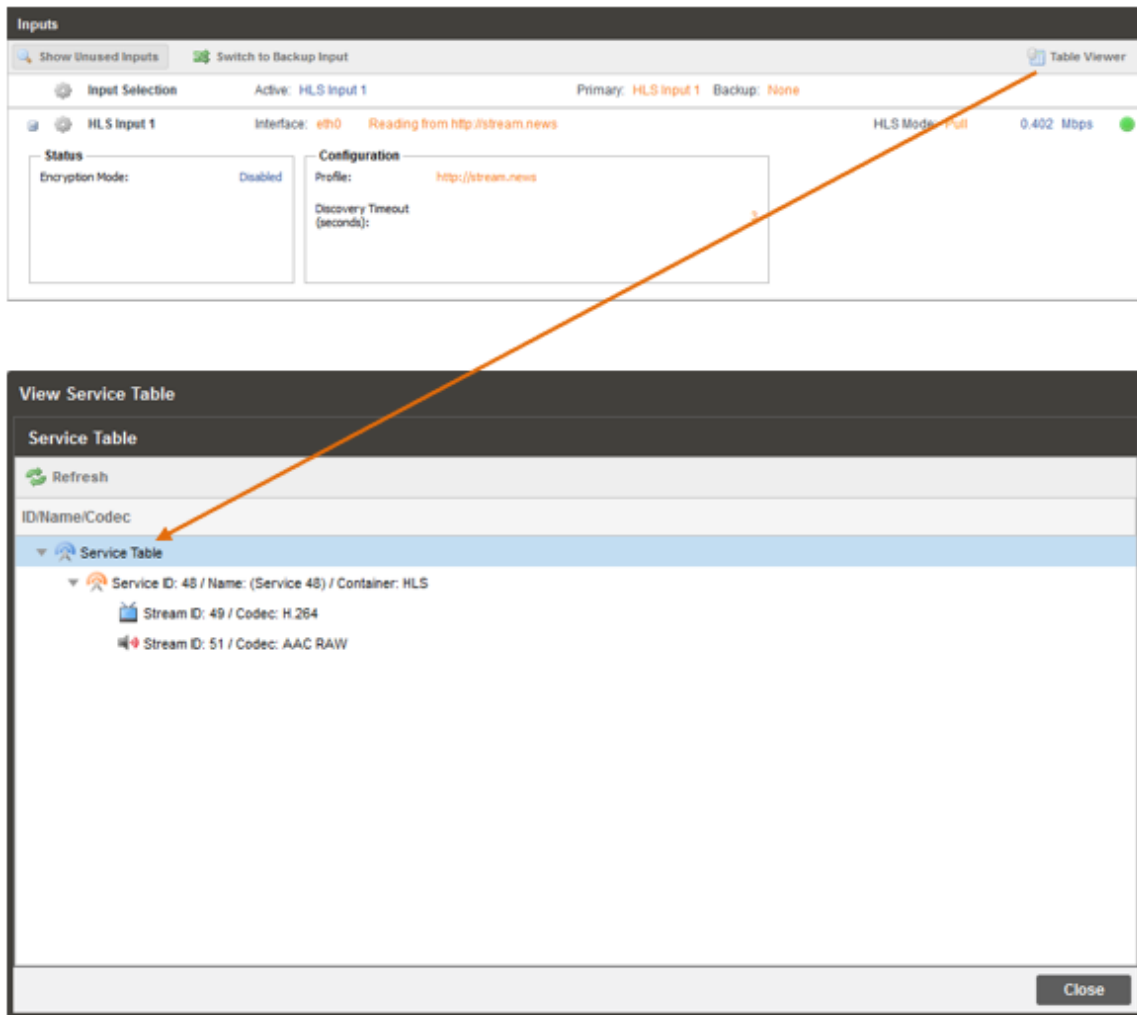 Inputs
Show Unused Inputs Switch to Backup Input Table Viewer
Input Selection Active: HLS Input 1 Primary: HLS Input 1 Backup: None
HLS Input 1 Interface: eth0 Reading from http://stream.news HLS Mode: Pull 0.402 Mbps
Status Configuration
Encryption Mode: Disabled Profile: http://stream.news
Discovery Timeout
(seconds):
View Service Table
Service Table
Refresh
ID/Name/Codec
Service Table
Service ID: 48 / Name: (Service 48) / Container: HLS
Stream ID: 49 / Codec: H.264
Stream ID: 51 / Codec: AAC RAW
Close